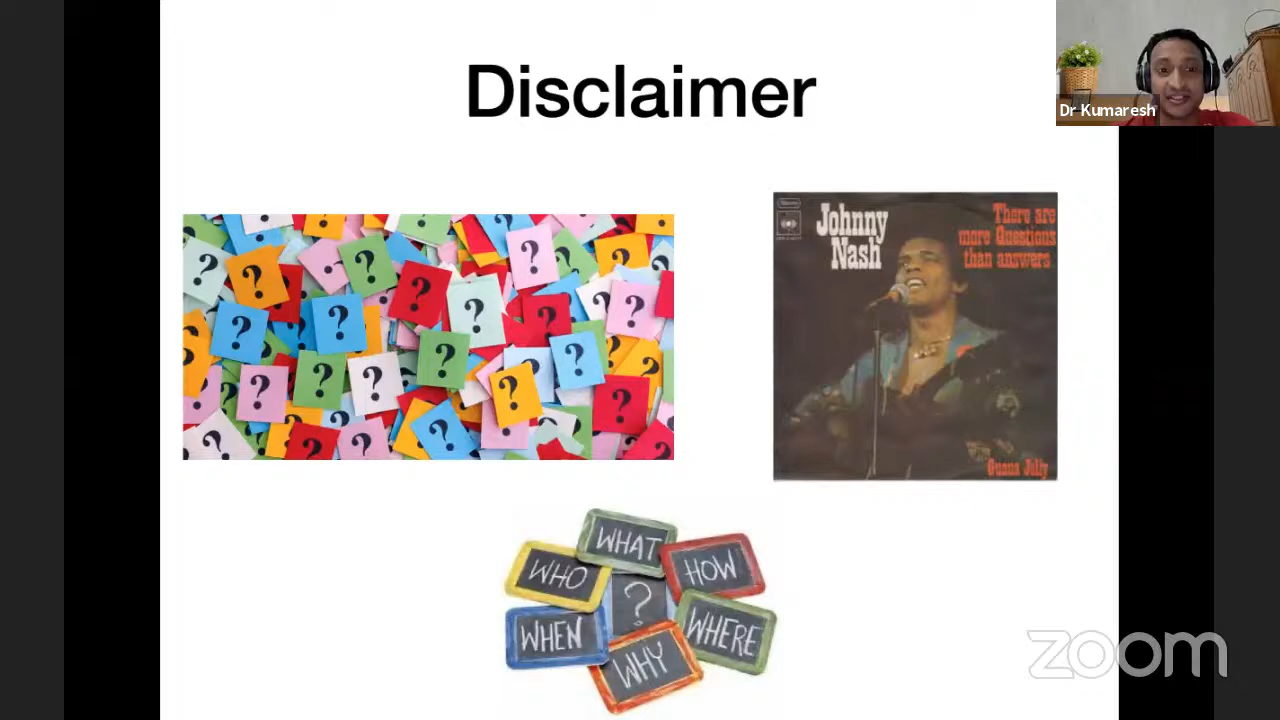 Disclaimer
Dr Kumaresh
Johnny
Nash
There are
more Questions
than answers
Guava Jelly
? ? ? ? ? ? ? ? ? ? ? ? ? ? ? ? ? ? ? ?
WHAT
WHO
HOW
?
WHEN
WHERE
WHY
zoom